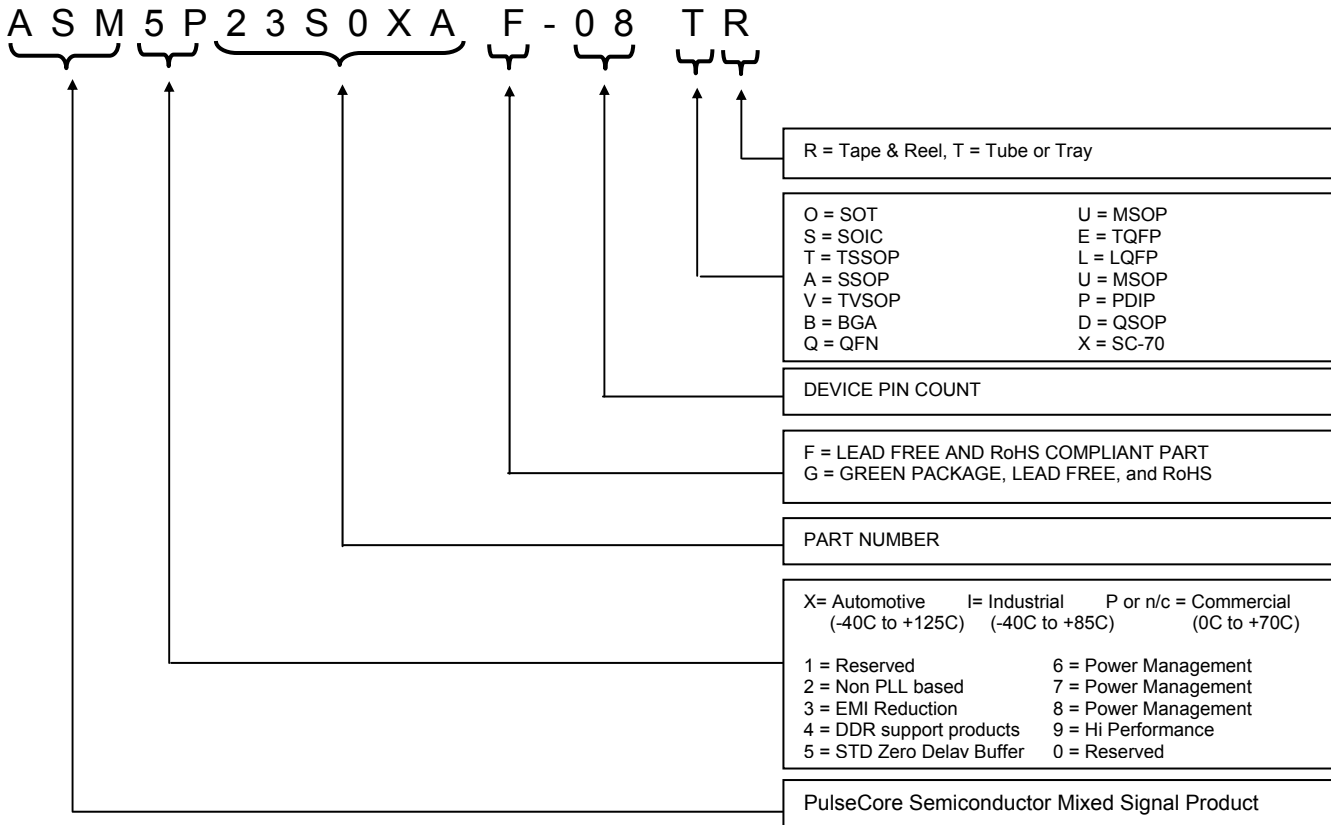 A S M 5 P 2 3 S 0 X A F - 0 8 T R
R = Tape & Reel, T = Tube or Tray
O = SOT U = MSOP
S = SOIC E = TQFP
T = TSSOP L = LQFP
A = SSOP U = MSOP
V = TVSOP P = PDIP
B = BGA D = QSOP
Q = QFN X = SC-70
DEVICE PIN COUNT
F = LEAD FREE AND RoHS COMPLIANT PART
G = GREEN PACKAGE, LEAD FREE, and RoHS
PART NUMBER
X= Automotive I= Industrial P or n/c = Commercial
(-40C to +125C) (-40C to +85C) (0C to +70C)
1 = Reserved 6 = Power Management
2 = Non PLL based 7 = Power Management
3 = EMI Reduction 8 = Power Management
4 = DDR support products 9 = Hi Performance
5 = STD Zero Delay Buffer 0 = Reserved
PulseCore Semiconductor Mixed Signal Product